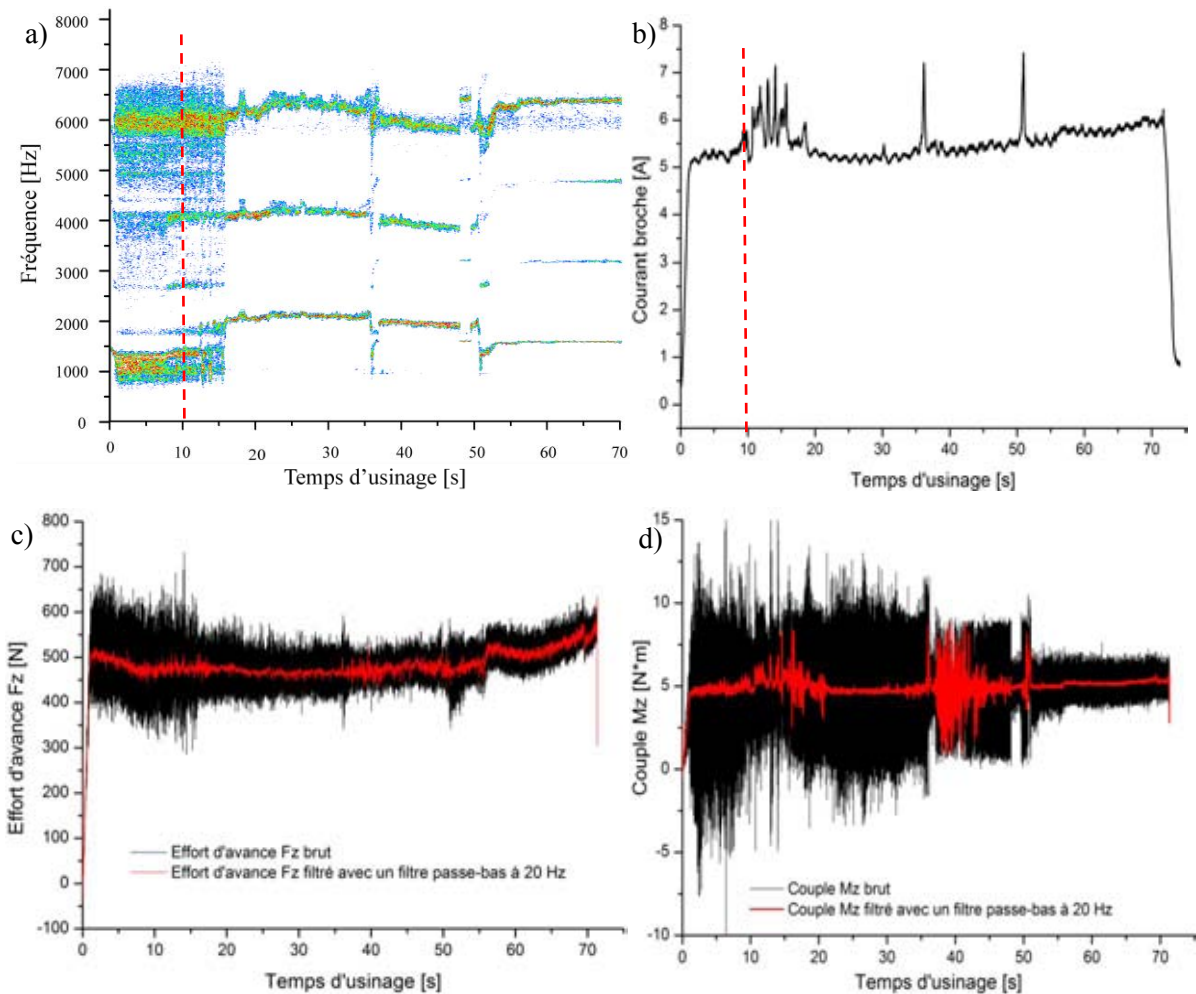 a)
8000
7000
6000
5000
4000
3000
2000
1000
0
Fréquence [Hz]
0 10 20 30 40 50 60 70
Temps d’usinage [s]
b)
8
7
6
5
4
3
2
1
0
Courant broche [A]
0 10 20 30 40 50 60 70
Temps d'usinage [s]
c)
800
700
600
500
400
300
200
100
0
-100
Effort d'avance Fz [N]
Effort d'avance Fz brut
Effort d'avance Fz filtré avec un filtre passe-bas à 20 Hz
0 10 20 30 40 50 60 70
Temps d'usinage [s]
d)
15
10
5
0
-5
-10
Couple Mz [N*m]
Couple Mz brut
Couple Mz filtré avec un filtre passe-bas à 20 Hz
0 10 20 30 40 50 60 70
Temps d'usinage [s]